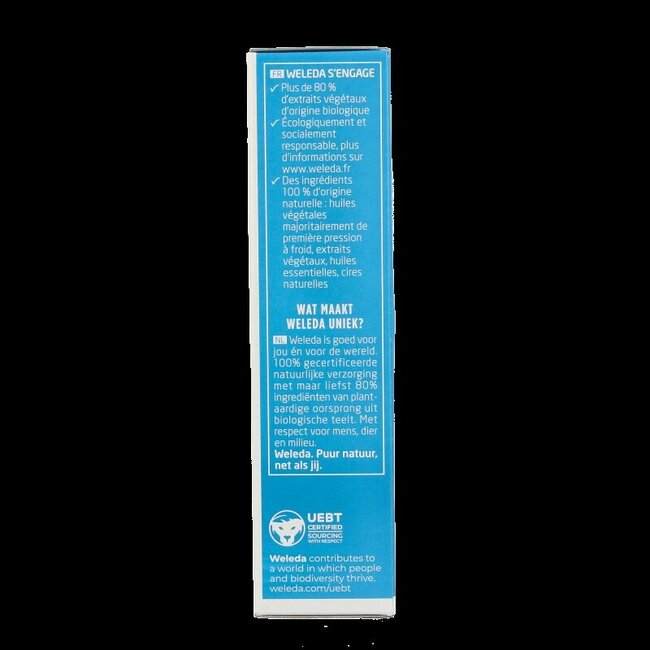 FR WELEDA S'ENGAGE
✓ Plus de 80 %
d'extraits végétaux
d'origine biologique
✓ Écologiquement et
socialement
responsable, plus
d'informations sur
www.weleda.fr
✓ Des ingrédients
100 % d'origine
naturelle : huiles
végétales
majoritairement de
première pression
à froid, extraits
végétaux, huiles
essentielles, cires
naturelles
WAT MAAKT
WELEDA UNIEK?
NL Weleda is goed voor
jou én voor de wereld.
100% gecertificeerde
natuurlijke verzorging
met maar liefst 80%
ingrediënten van plant-
aardige oorsprong uit
biologische teelt. Met
respect voor mens, dier
en milieu.
Weleda. Puur natuur,
net als jij.
UEBT
CERTIFIED
SOURCING
WITH RESPECT
Weleda contributes to
a world in which people
and biodiversity thrive.
weleda.com/uebt